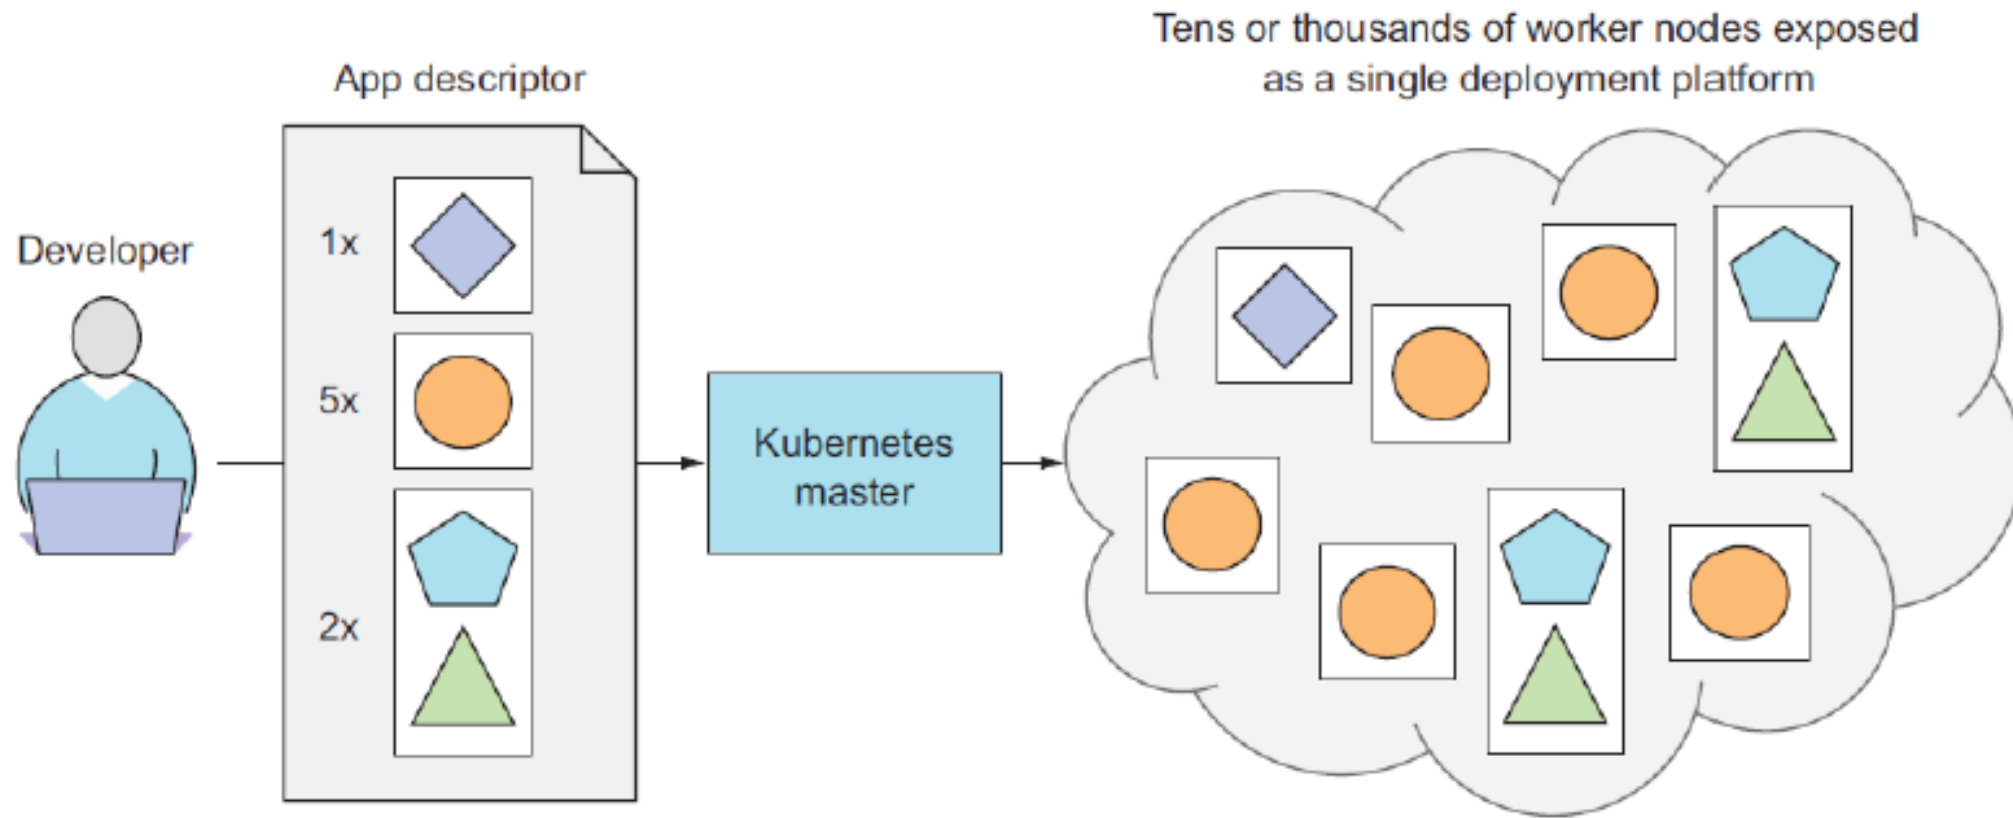 Tens or thousands of worker nodes exposed
as a single deployment platform
App descriptor
Developer
1x
5x
2x
Kubernetes
master